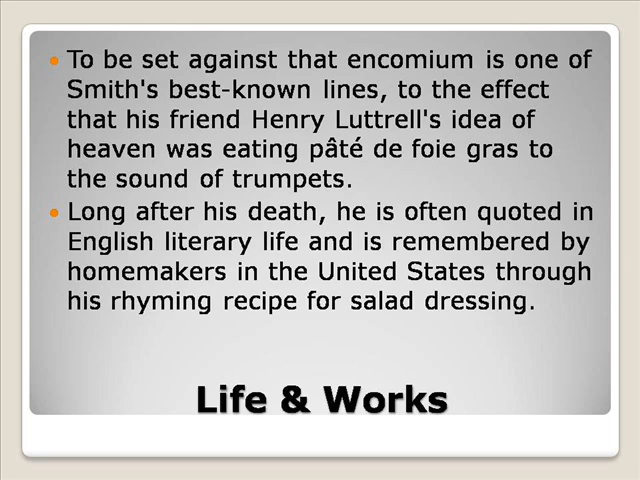 To be set against that encomium is one of
Smith's best-known lines, to the effect
that his friend Henry Luttrell's idea of
heaven was eating pâté de foie gras to
the sound of trumpets.
Long after his death, he is often quoted in
English literary life and is remembered by
homemakers in the United States through
his rhyming recipe for salad dressing.
Life & Works